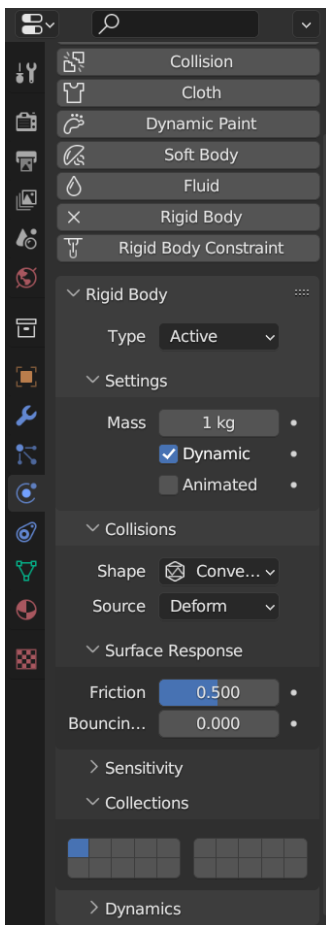 Collision
Cloth
Dynamic Paint
Soft Body
Fluid
Rigid Body
Rigid Body Constraint
Rigid Body
Type Active
Settings
Mass 1 kg
Dynamic
Animated
Collisions
Shape Conve...
Source Deform
Surface Response
Friction 0.500
Bouncin... 0.000
Sensitivity
Collections
Dynamics